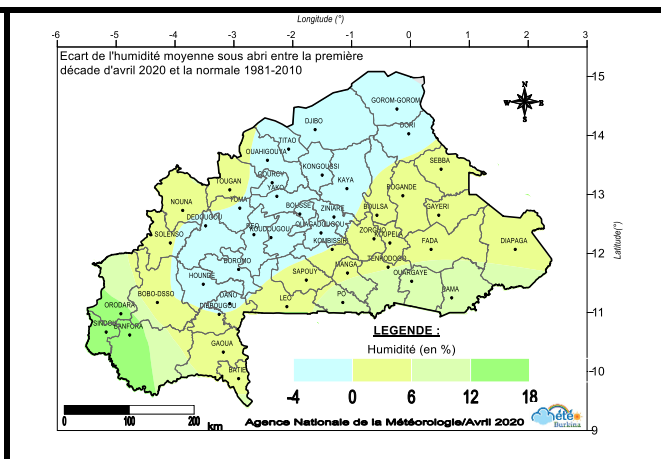 Longitude (°)
-6 -5 -4 -3 -2 -1 0 1 2 3
Ecart de l'humidité moyenne sous abri entre la première
décade d'avril 2020 et la normale 1981-2010
15
GOROM-GOROM
N
W E
S
DJIBO
DORI
14
TITAO
OUAHIGOUYA
SEBBA
KONGOUSSI
GOURCY
TOUGAN
KAYA
YAKO
BOGANDE
13
NOUNA
TOMA
BOUSSE
ZINIARE
BOULSA
GAYERI
DEDOUGOU
OUAGADOUGOU
KOUDOUGOU
ZORGHO
KOUPELA
SOLENSO
KOMBISSIRI
FADA
DIAPAGA
12
Latitude(°)
BOROMO
MANGA
TENKODOGO
HOUNDE
SAPOUY
OUARGAYE
BOBO-DSSO
DANO
LEO
PO
PAMA
ORODARA
DIEBOUGOU
11
SINDOU
BANFORA
LEGENDE :
GAOUA
Humidité (en %)
BATIE
10
-4 0 6 12 18
0 100 200
km
Agence Nationale de la Météorologie/Avril 2020
météo
Burkina
9